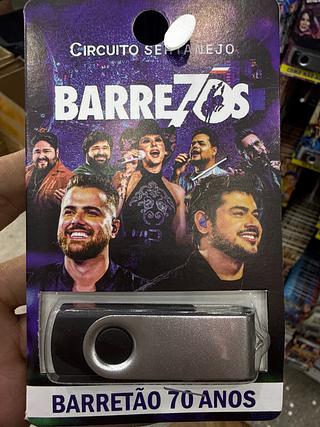 CIRCUITO SERTANEJO
BARRE70S
BARRETÃO 70 ANOS